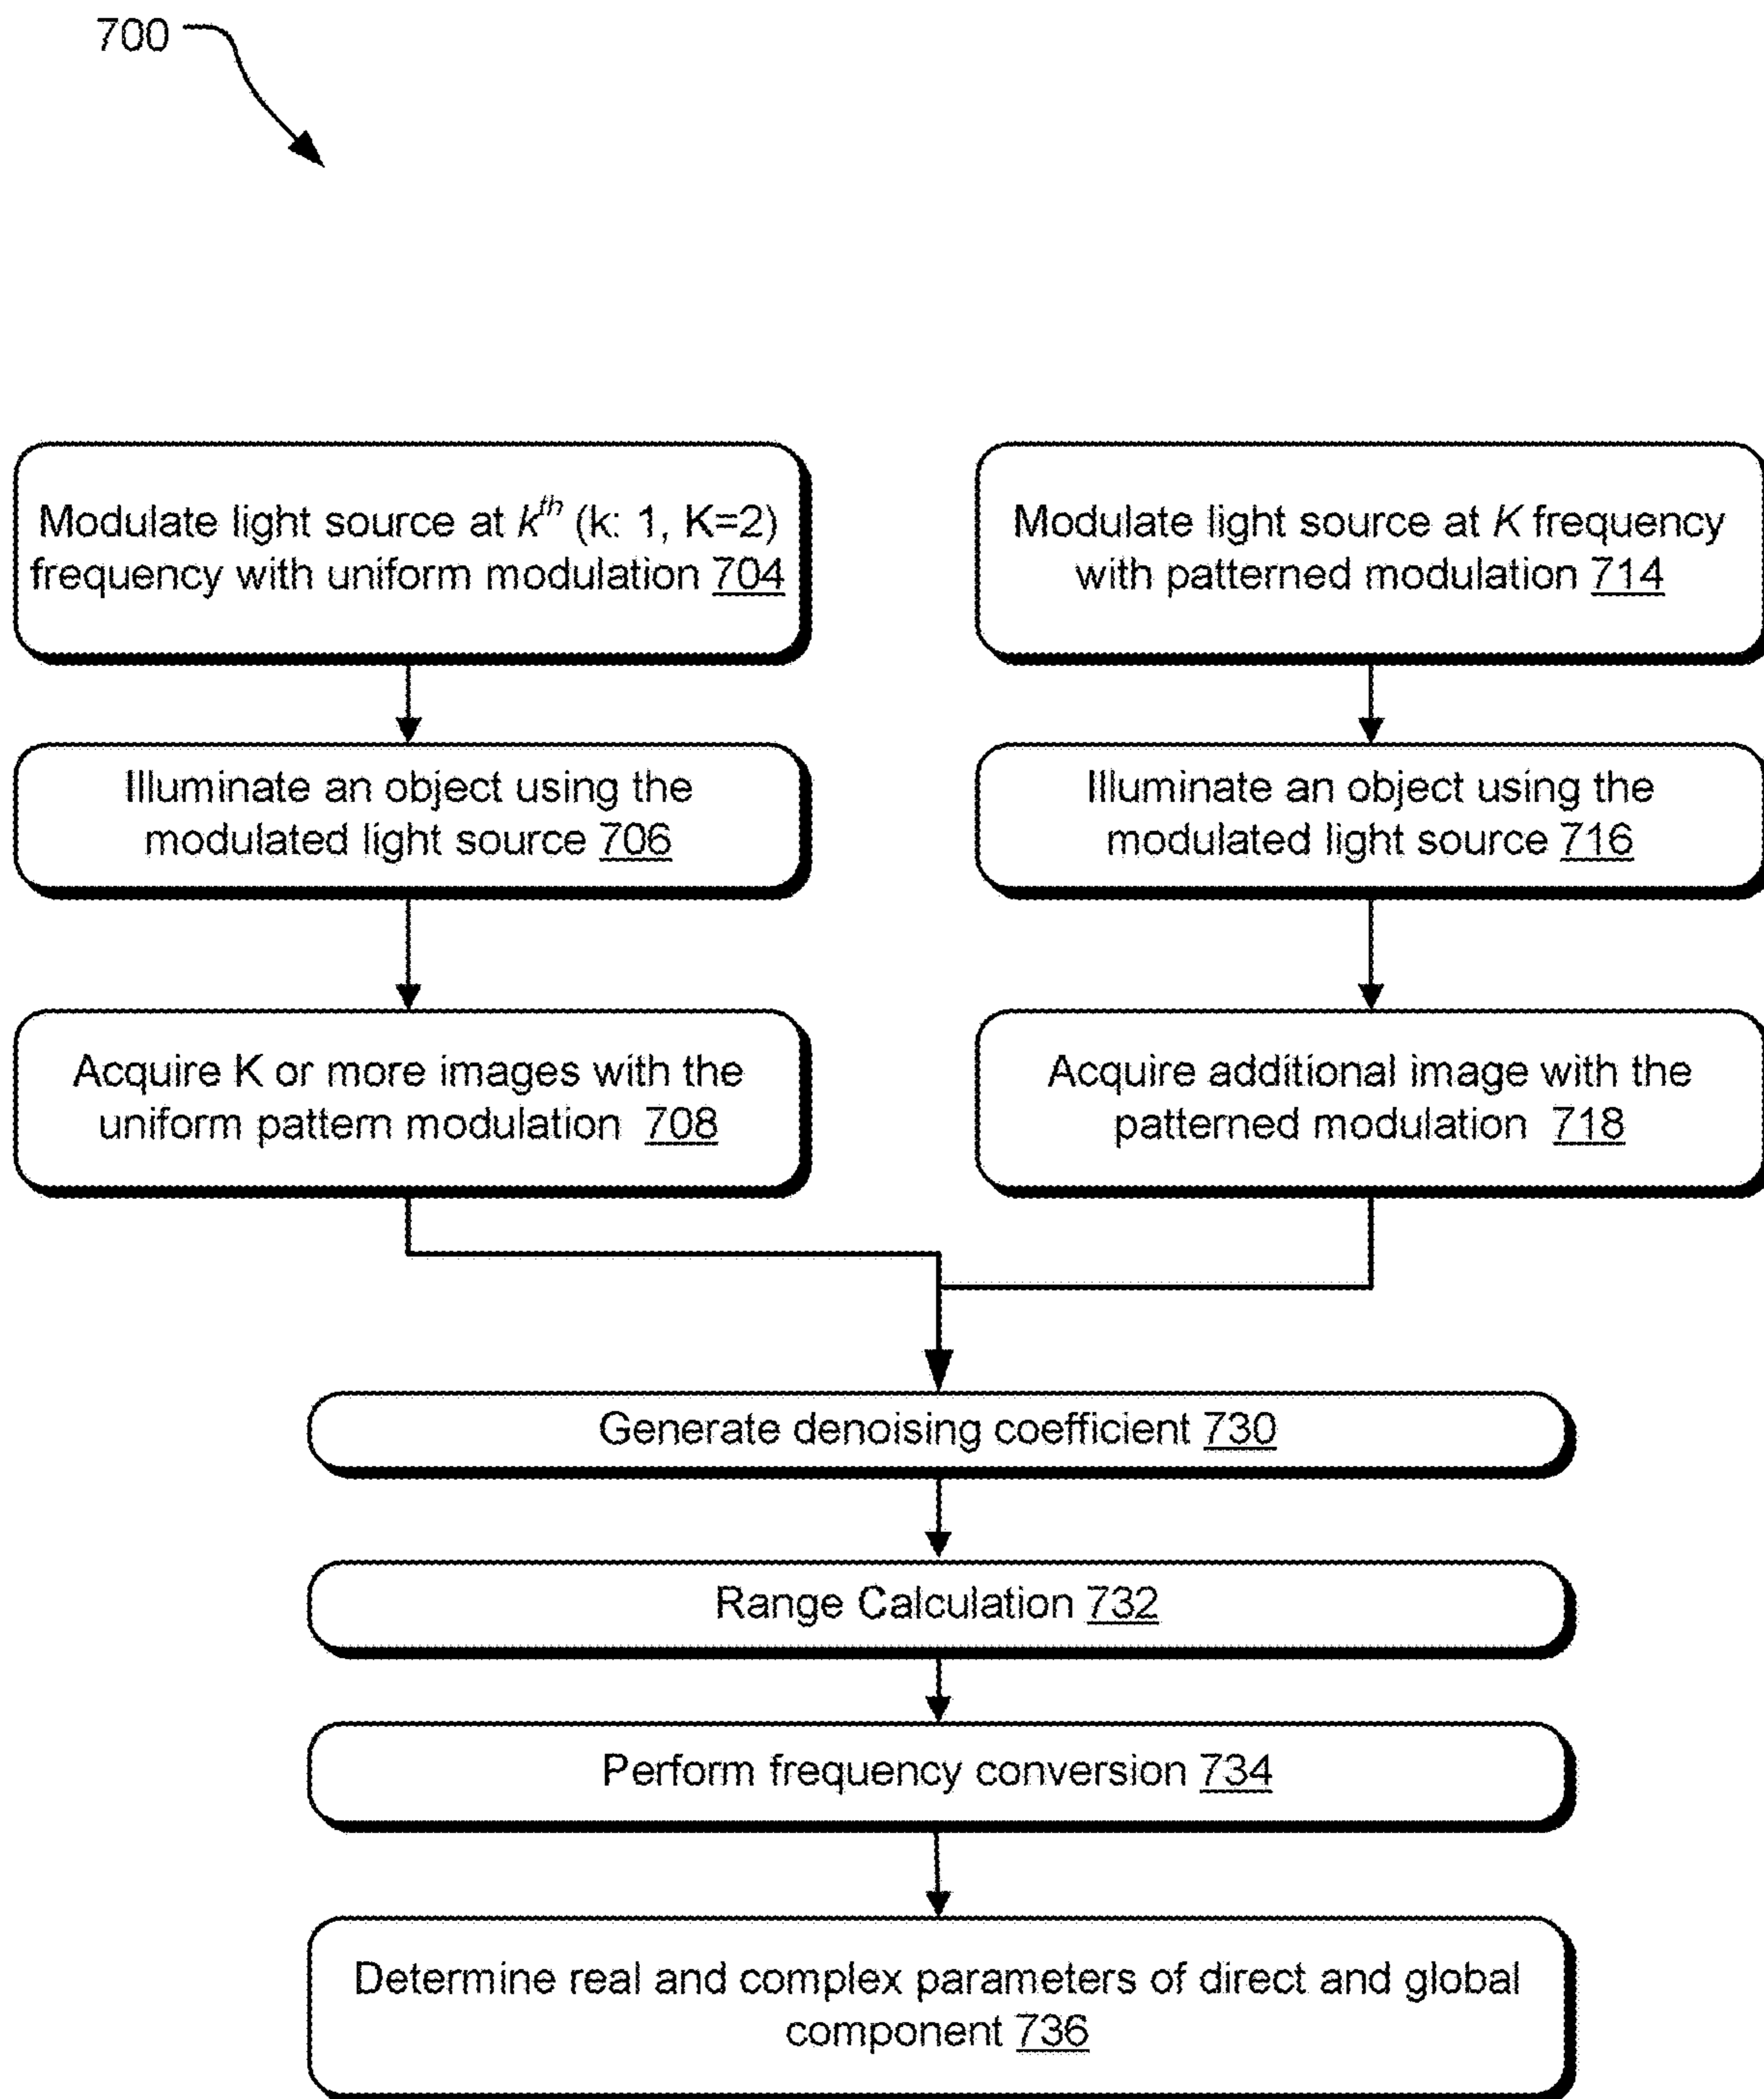 700
Modulate light source at kth (k: 1, K=2)
frequency with uniform modulation 704
Modulate light source at K frequency
with patterned modulation 714
Illuminate an object using the
modulated light source 706
Illuminate an object using the
modulated light source 716
Acquire K or more images with the
uniform pattern modulation 708
Acquire additional image with the
patterned modulation 718
Generate denoising coefficient 730
Range Calculation 732
Perform frequency conversion 734
Determine real and complex parameters of direct and global
component 736